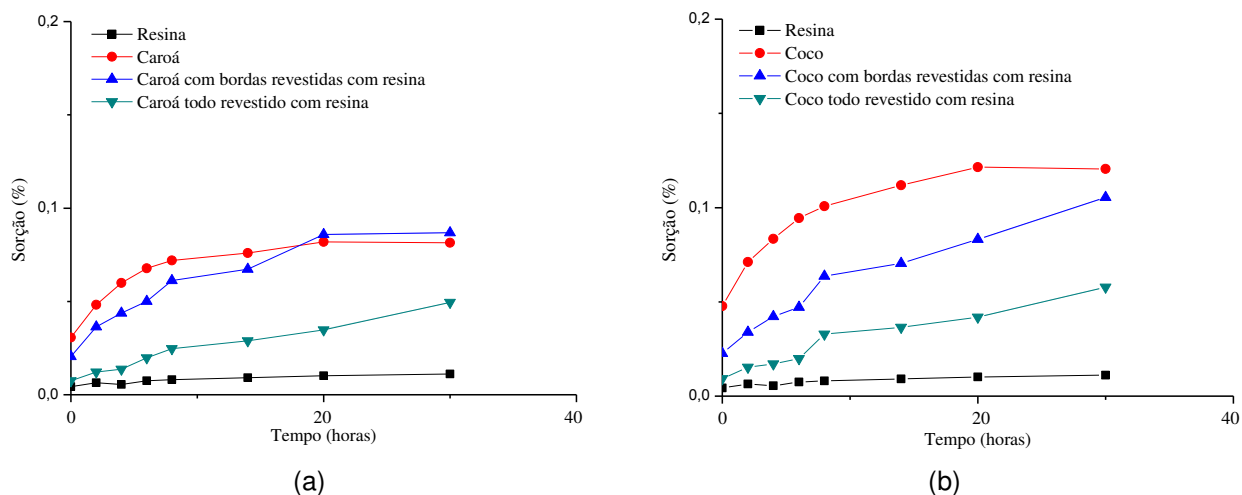 0,2
Resina
Caroá
Caroá com bordas revestidas com resina
Caroá todo revestido com resina
Sorção (%)
0,1
0,0
0
20
40
Tempo (horas)
(a)
0,2
Resina
Coco
Coco com bordas revestidas com resina
Coco todo revestido com resina
Sorção (%)
0,1
0,0
0
20
40
Tempo (horas)
(b)